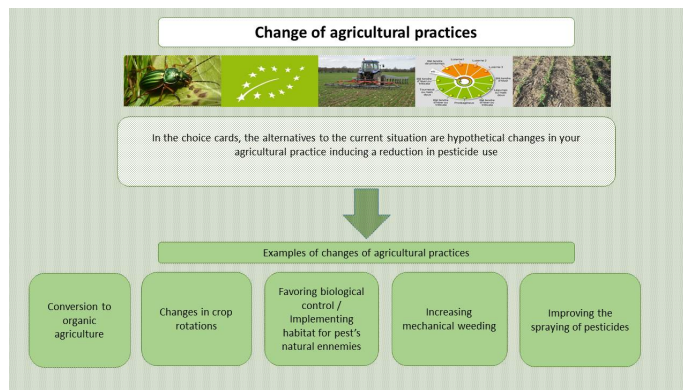 Change of agricultural practices
In the choice cards, the alternatives to the current situation are hypothetical changes in your
agricultural practice inducing a reduction in pesticide use
Examples of changes of agricultural practices
Conversion to
organic
agriculture
Changes in crop
rotations
Favoring biological
control /
Implementing
habitat for pest's
natural ennemies
Increasing
mechanical weeding
Improving the
spraying of pesticides